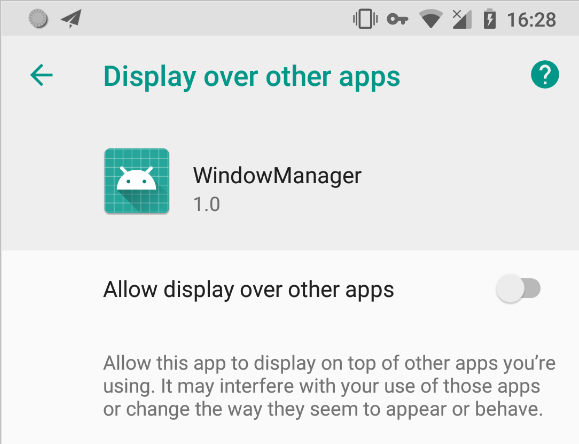 16:28
Display over other apps
?
WindowManager
1.0
Allow display over other apps
Allow this app to display on top of other apps you’re
using. It may interfere with your use of those apps
or change the way they seem to appear or behave.